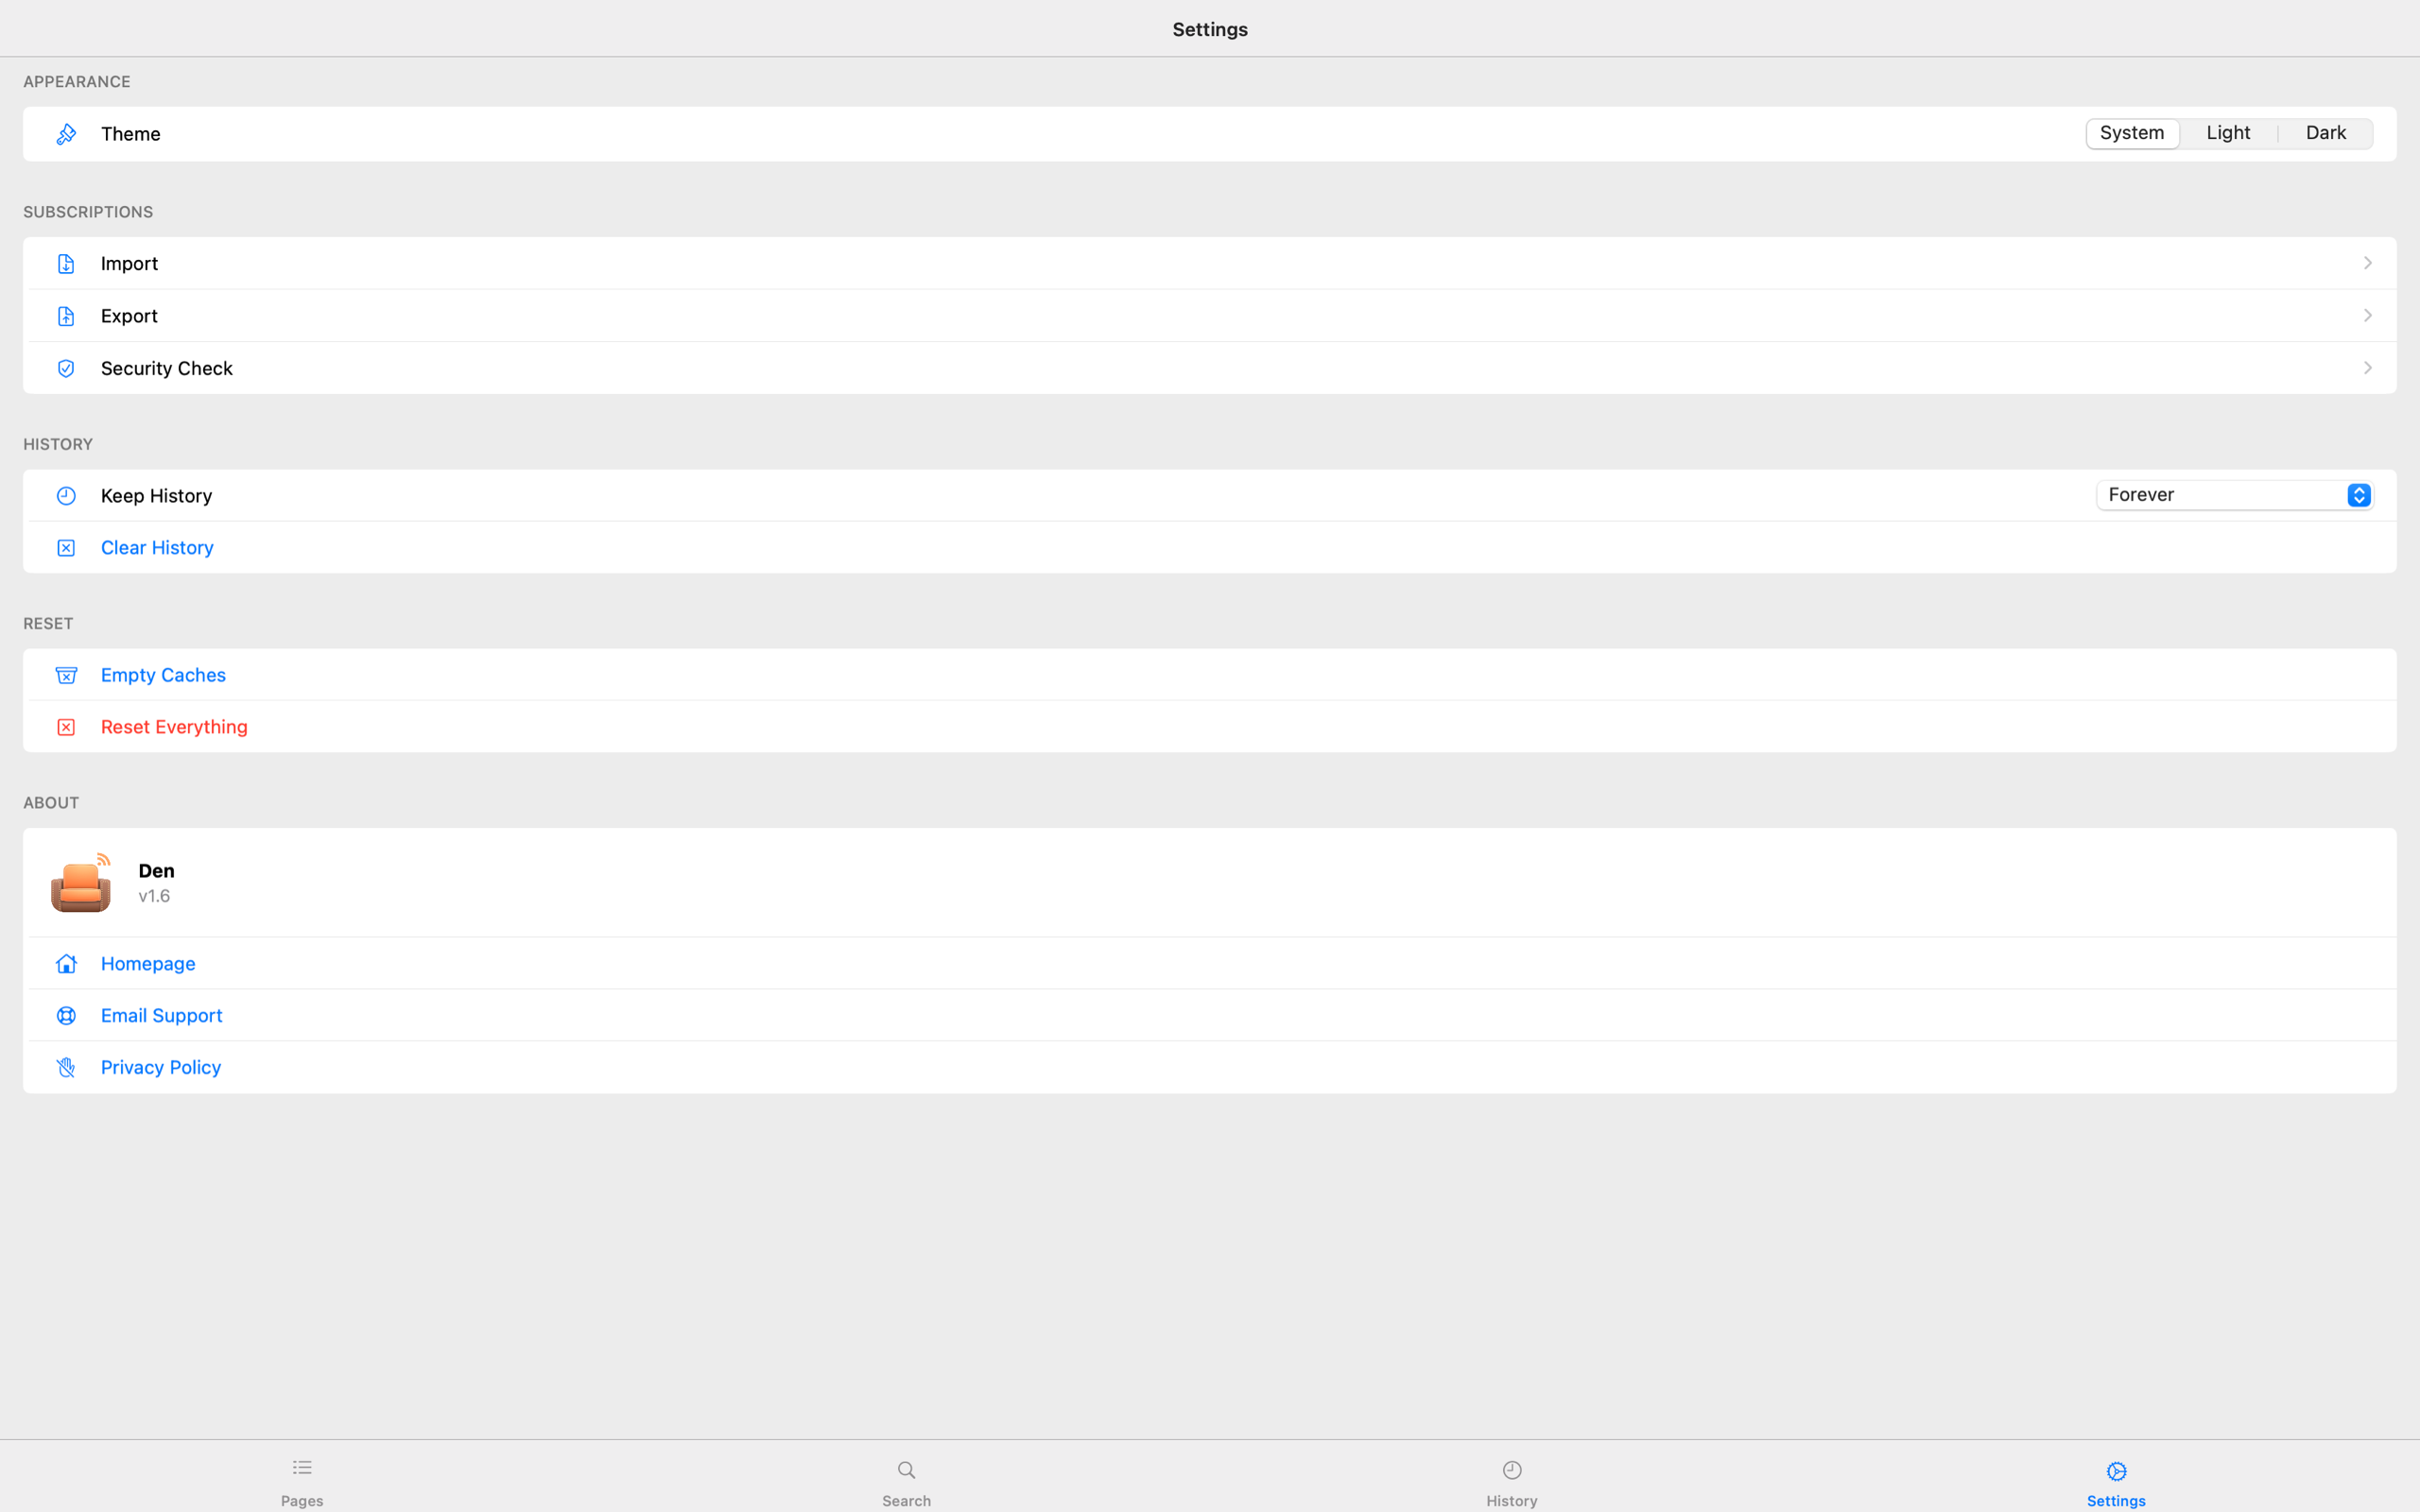 Settings
APPEARANCE
Theme
System Light Dark
SUBSCRIPTIONS
Import
Export
Security Check
HISTORY
Keep History
Forever
Clear History
RESET
Empty Caches
Reset Everything
ABOUT
Den
v1.6
Homepage
Email Support
Privacy Policy
Pages Search History Settings